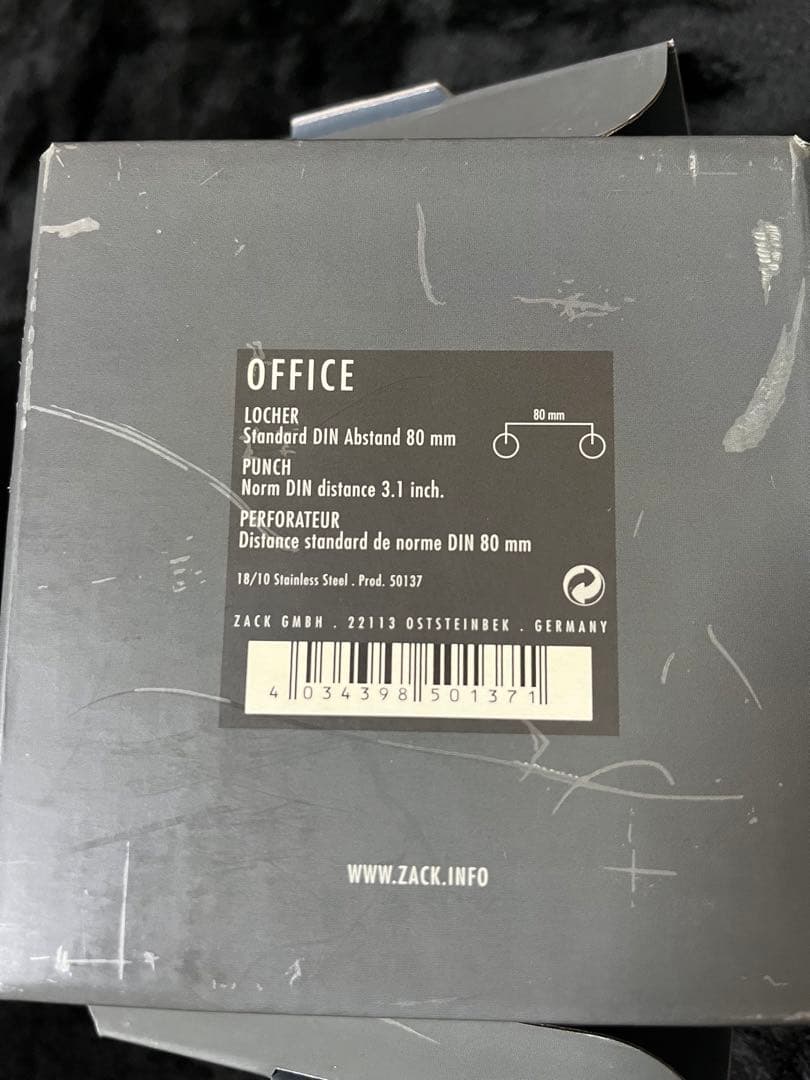 OFFICE
LOCHER
Standard DIN Abstand 80 mm
80 mm
PUNCH
Norm DIN distance 3.1 inch.
PERFORATEUR
Distance standard de norme DIN 80 mm
18/10 Stainless Steel . Prod. 50137
ZACK GMBH . 22113 OSTSTEINBEK . GERMANY
4 034398 501371
WWW.ZACK.INFO